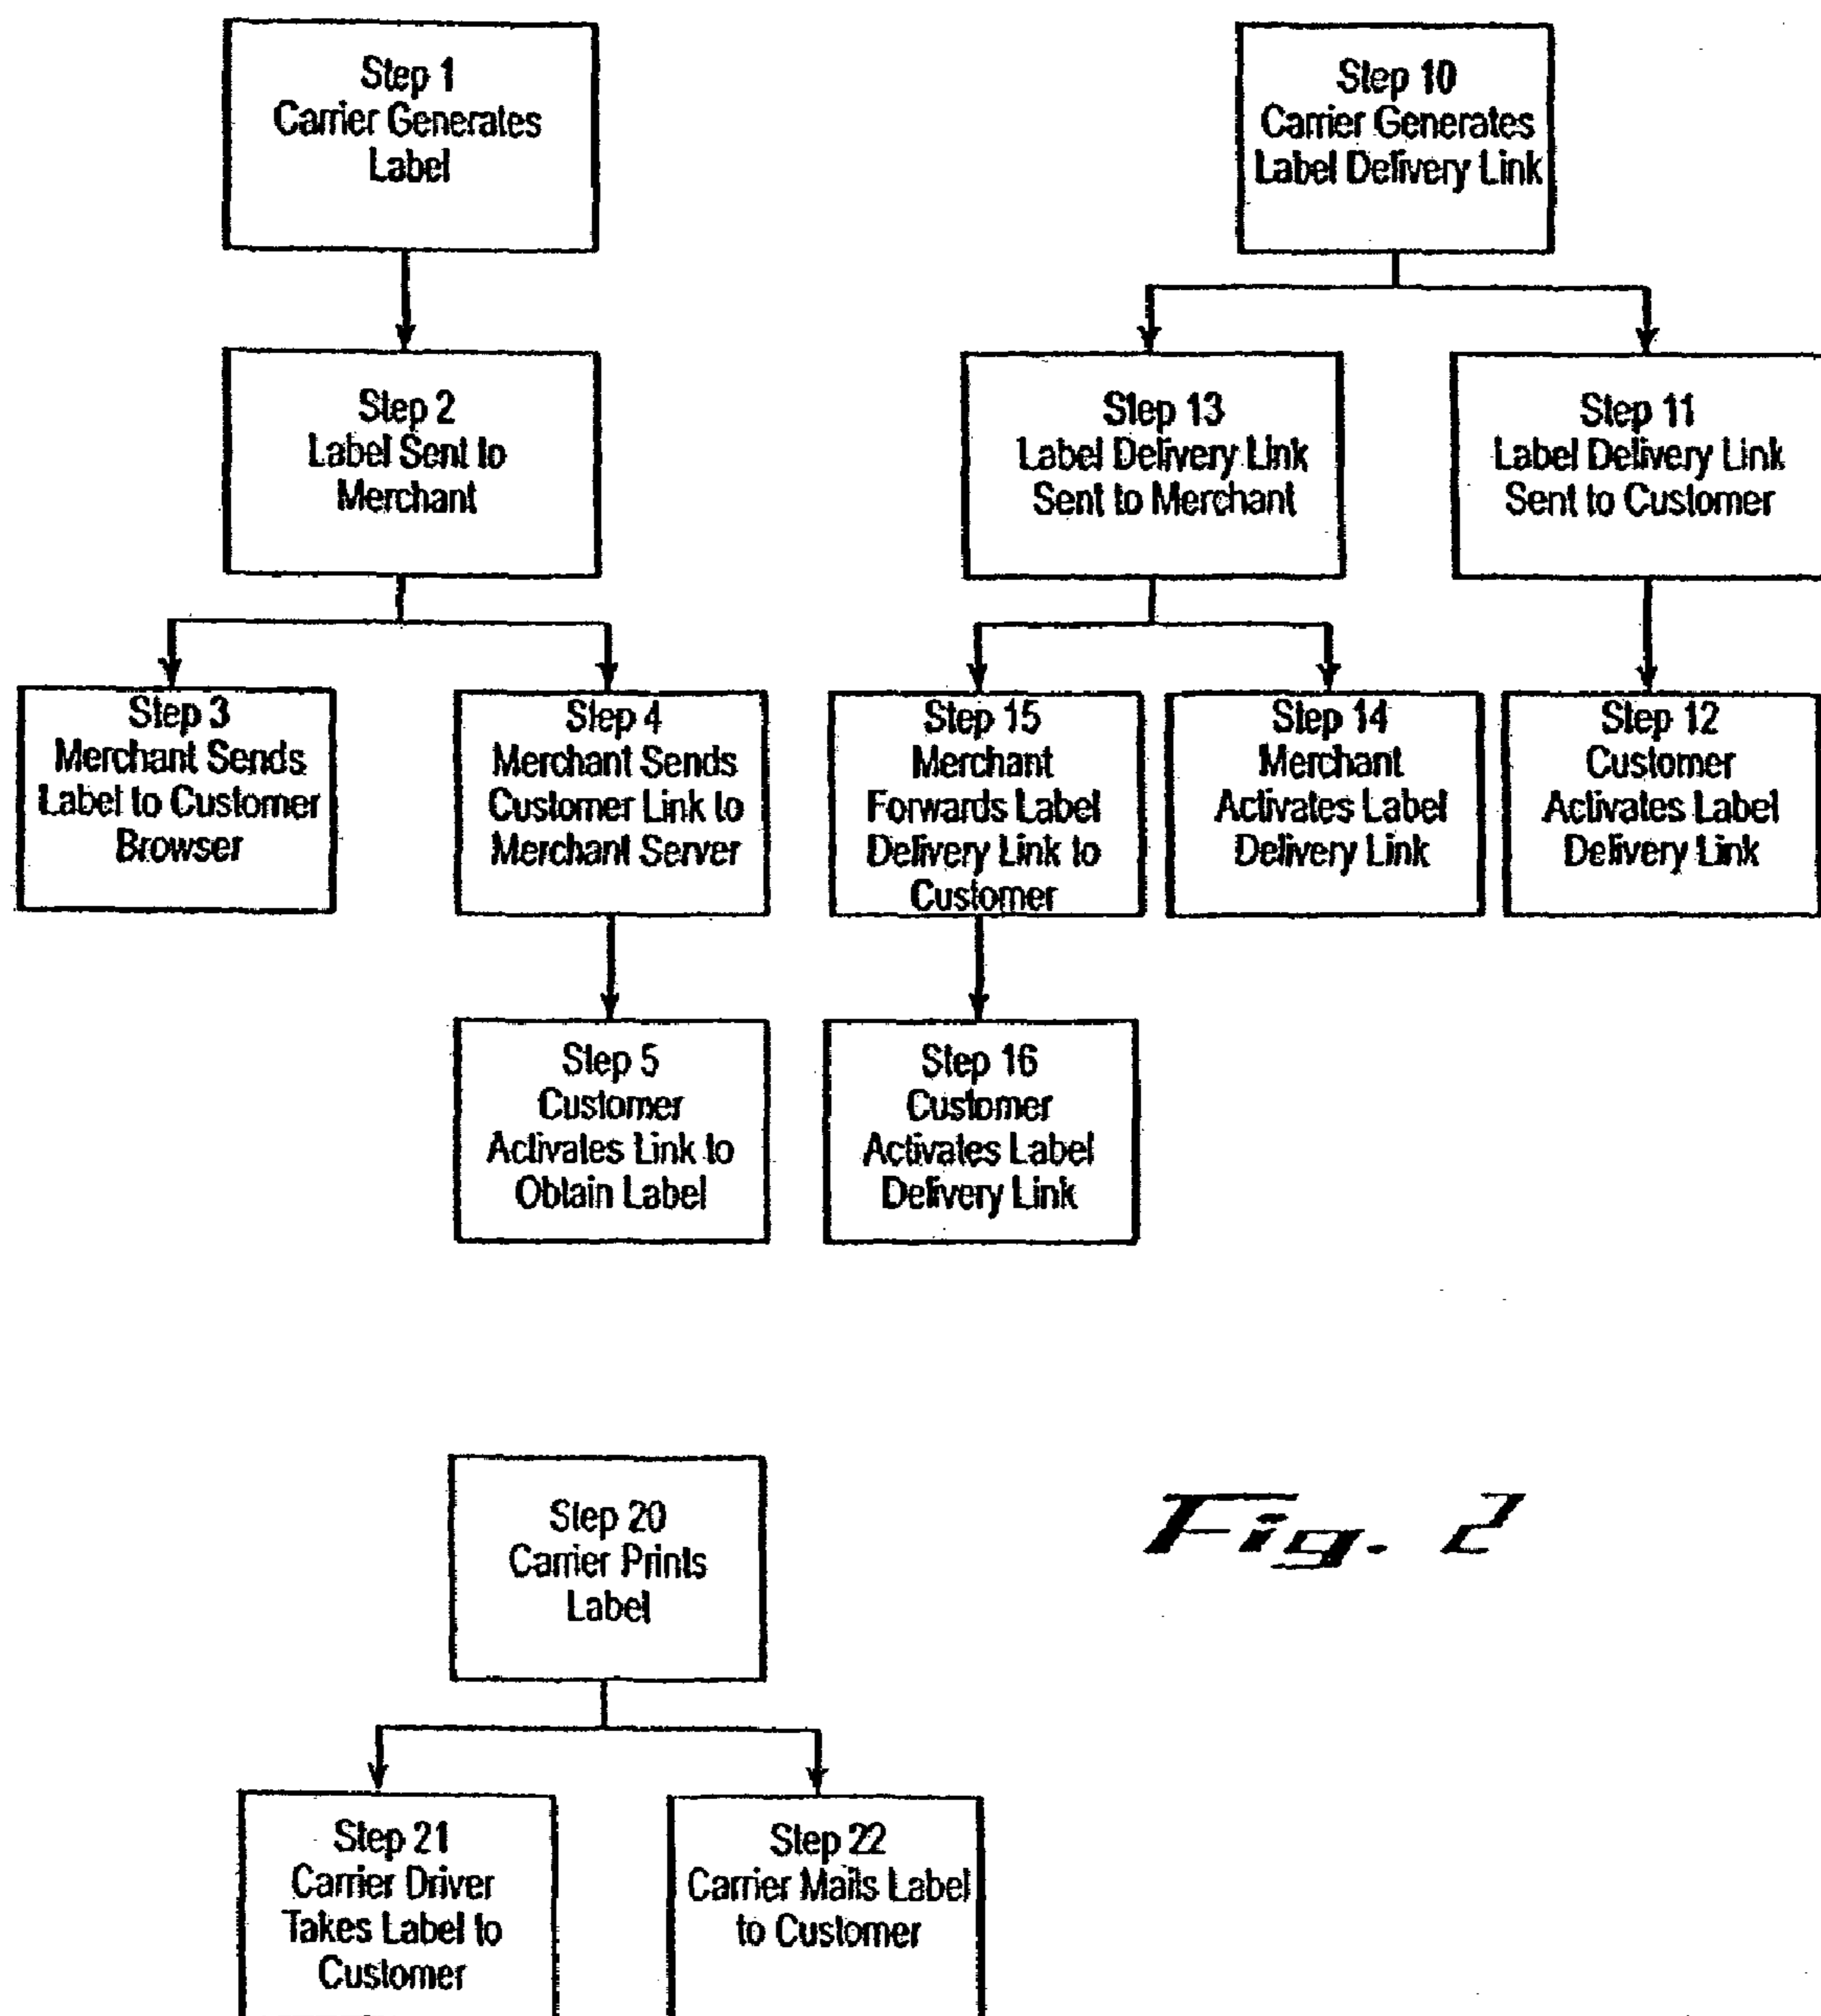 Step 1
Carrier Generates
Label
Step 10
Carrier Generates
Label Delivery Link
Step 2
Label Sent to
Merchant
Step 13
Label Delivery Link
Sent to Merchant
Step 11
Label Delivery Link
Sent to Customer
Step 3
Merchant Sends
Label to Customer
Browser
Step 4
Merchant Sends
Customer Link to
Merchant Server
Step 15
Merchant
Forwards Label
Delivery Link to
Customer
Step 14
Merchant
Activates Label
Delivery Link
Step 12
Customer
Activates Label
Delivery Link
Step 5
Customer
Activates Link to
Obtain Label
Step 16
Customer
Activates Label
Delivery Link
Step 20
Carrier Prints
Label
Fig. 2
Step 21
Carrier Driver
Takes Label to
Customer
Step 22
Carrier Mails Label
to Customer